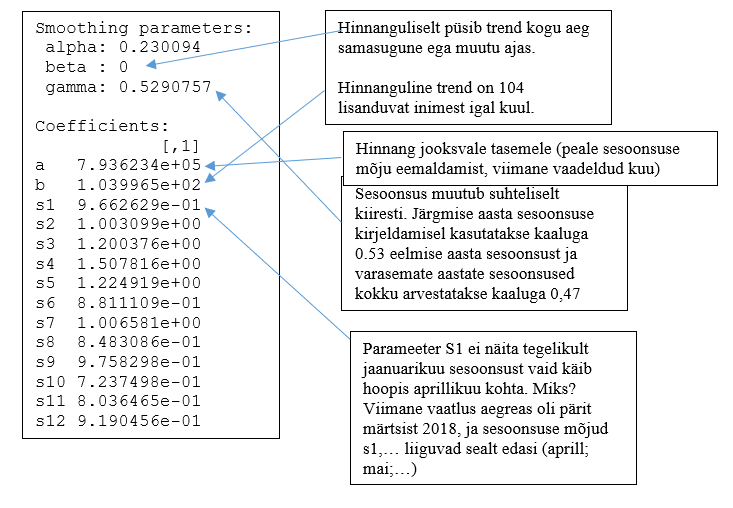 Smoothing parameters:
alpha: 0.230094
beta : 0
gamma: 0.5290757
Coefficients:
[,1]
a 7.936234e+05
b 1.039965e+02
s1 9.662629e-01
s2 1.003099e+00
s3 1.200376e+00
s4 1.507816e+00
s5 1.224919e+00
s6 8.811109e-01
s7 1.006581e+00
s8 8.483086e-01
s9 9.758298e-01
s10 7.237498e-01
s11 8.036465e-01
s12 9.190456e-01
Hinnanguliselt püsib trend kogu aeg
samasugune ega muutu ajas.
Hinnanguline trend on 104
lisanduvat inimest igal kuul.
Hinnang jooksvale tasemele (peale sesoonsuse
mõju eemaldamist, viimane vaadeldud kuu)
Sesoonsus muutub suhteliselt
kiiresti. Järgmise aasta sesoonsuse
kirjeldamisel kasutatakse kaaluga
0.53 eelmise aasta sesoonsust ja
varasemate aastate sesoonsused
kokku arvestatakse kaaluga 0,47
Parameeter S1 ei näita tegelikult
jaanuarikuu sesoonsust vaid käib
hoopis aprillikuu kohta. Miks?
Viimane vaatlus aegreas oli pärit
märtsist 2018, ja sesoonsuse mõjud
s1,… liiguvad sealt edasi (aprill;
mai;…)